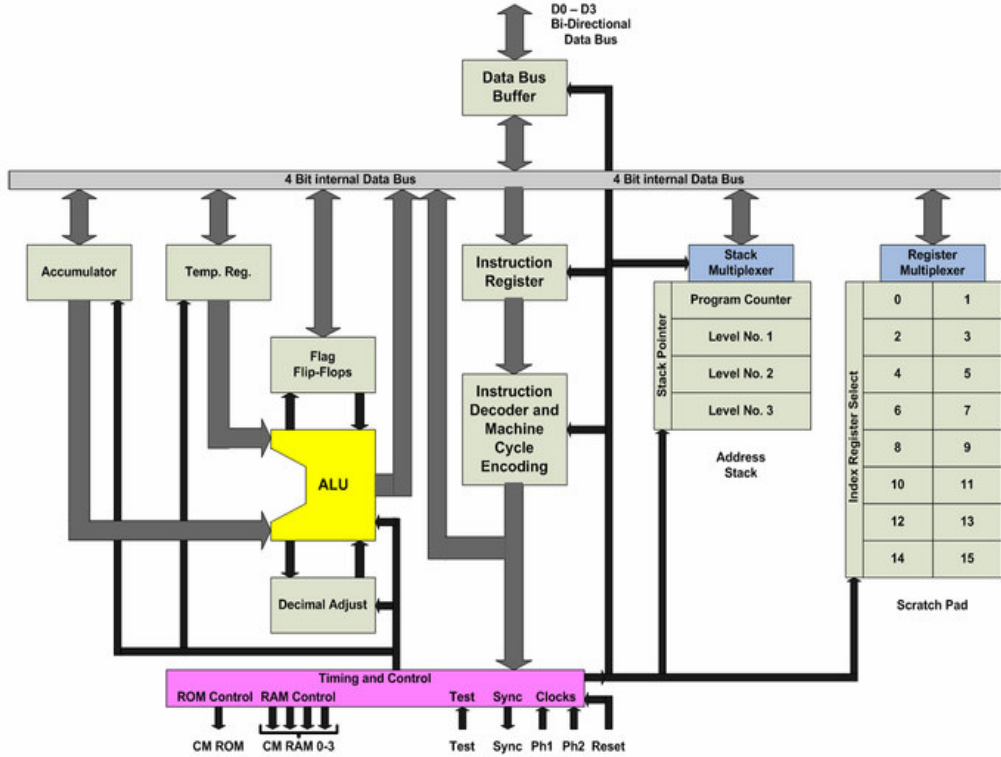 D0 – D3
Bi-Directional
Data Bus
Data Bus
Buffer
4 Bit internal Data Bus
4 Bit internal Data Bus
Accumulator
Temp. Reg.
Instruction
Register
Stack
Multiplexer
Register
Multiplexer
Flag
Flip-Flops
Instruction
Decoder and
Machine
Cycle
Encoding
Stack Pointer
Program Counter
Level No. 1
Level No. 2
Level No. 3
Address
Stack
Index Register Select
0 1
2 3
4 5
6 7
8 9
10 11
12 13
14 15
Scratch Pad
ALU
Decimal Adjust
Timing and Control
ROM Control RAM Control Test Sync Clocks
CM ROM CM RAM 0-3 Test Sync Ph1 Ph2 Reset